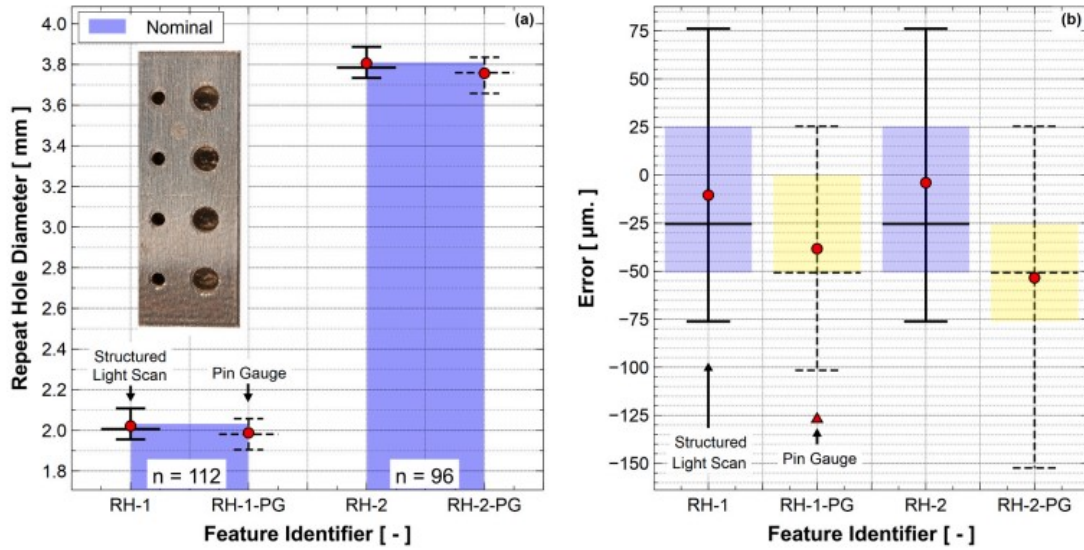 (a)
Nominal
4.0
3.8
3.6
3.4
3.2
3.0
2.8
2.6
2.4
2.2
2.0
1.8
Repeat Hole Diameter [ mm ]
Structured
Light Scan
Pin Gauge
n = 112
n = 96
RH-1
RH-1-PG
RH-2
RH-2-PG
Feature Identifier [ - ]
(b)
75
50
25
0
−25
−50
−75
−100
−125
−150
Error [ µm. ]
Structured
Light Scan
Pin Gauge
RH-1
RH-1-PG
RH-2
RH-2-PG
Feature Identifier [ - ]